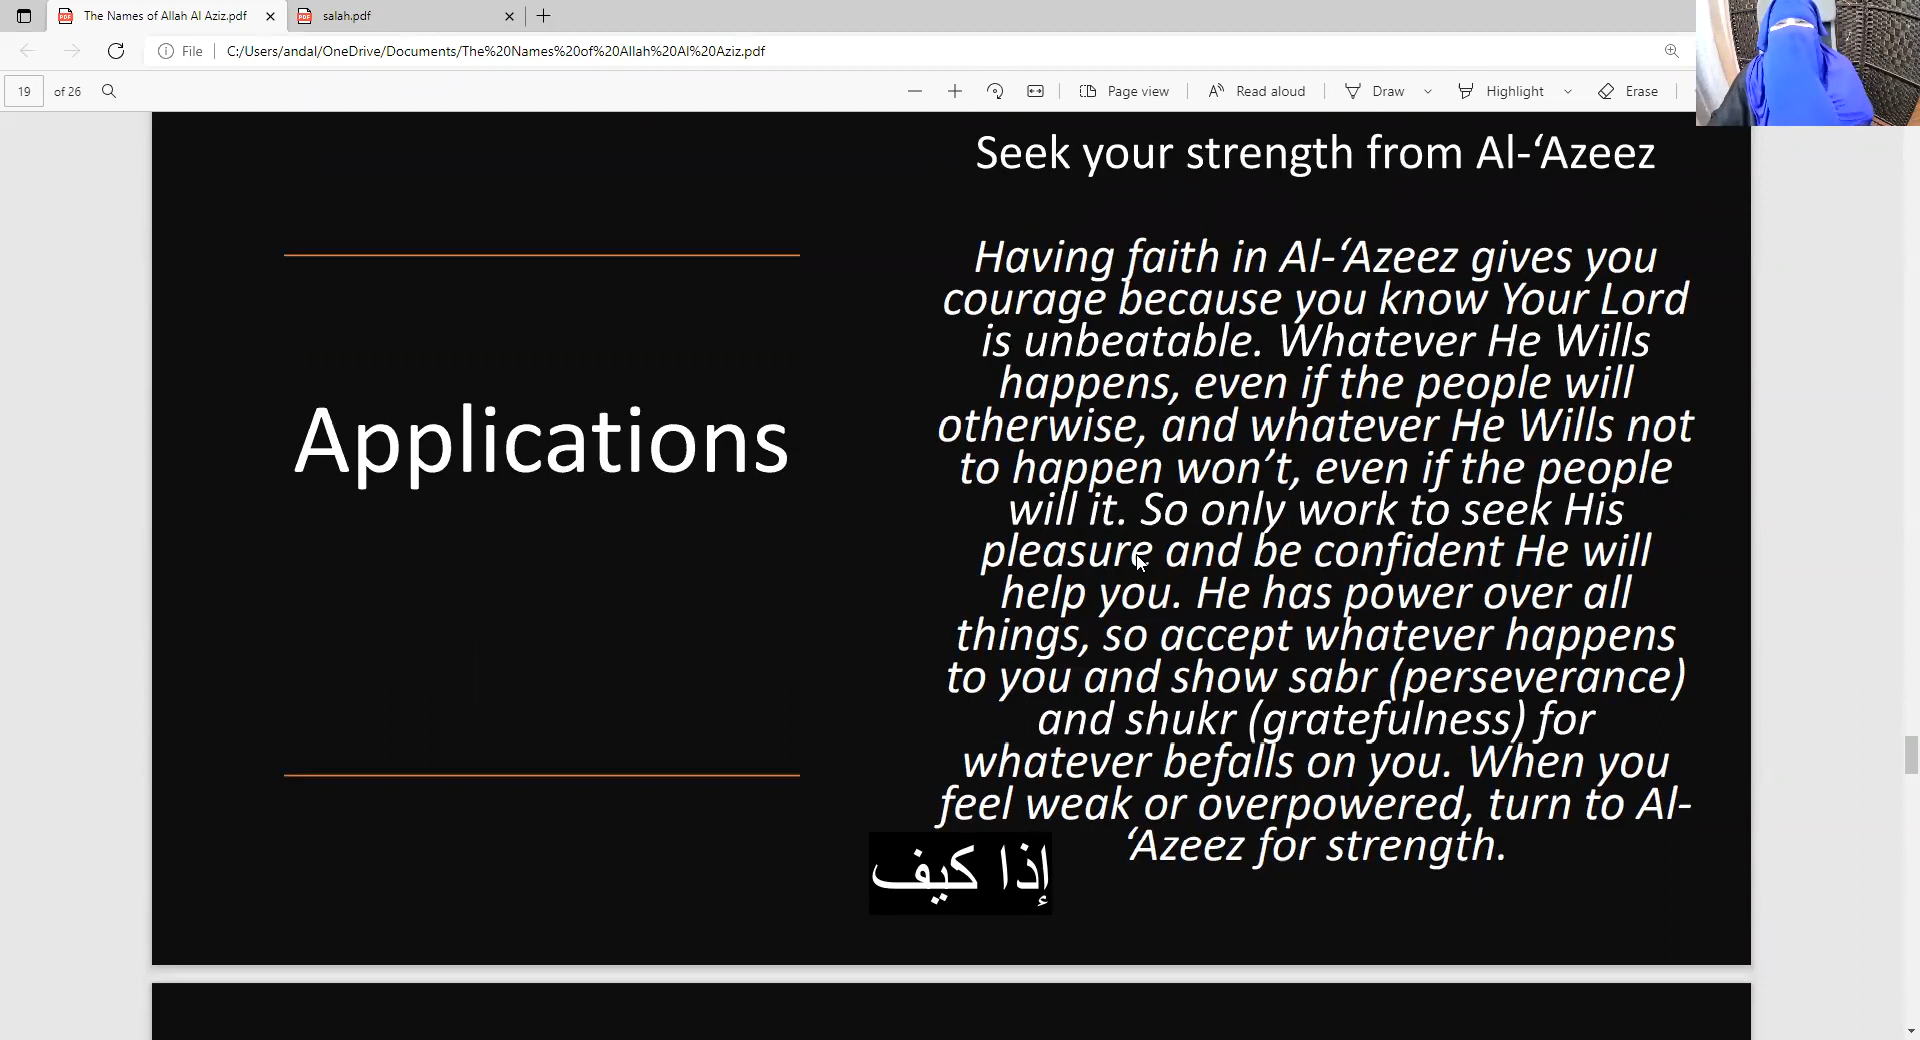 The Names of Allah Al Aziz.pdf
salah.pdf
File
C:/Users/andal/OneDrive/Documents/The%20Names%20of%20Allah%20Al%20Aziz.pdf
19 of 26
Page view
Read aloud
Draw
Highlight
Erase
Applications
Seek your strength from Al-‘Azeez
Having faith in Al-‘Azeez gives you
courage because you know Your Lord
is unbeatable. Whatever He Wills
happens, even if the people will
otherwise, and whatever He Wills not
to happen won’t, even if the people
will it. So only work to seek His
pleasure and be confident He will
help you. He has power over all
things, so accept whatever happens
to you and show sabr (perseverance)
and shukr (gratefulness) for
whatever befalls on you. When you
feel weak or overpowered, turn to Al-
‘Azeez for strength.
إذا كيف